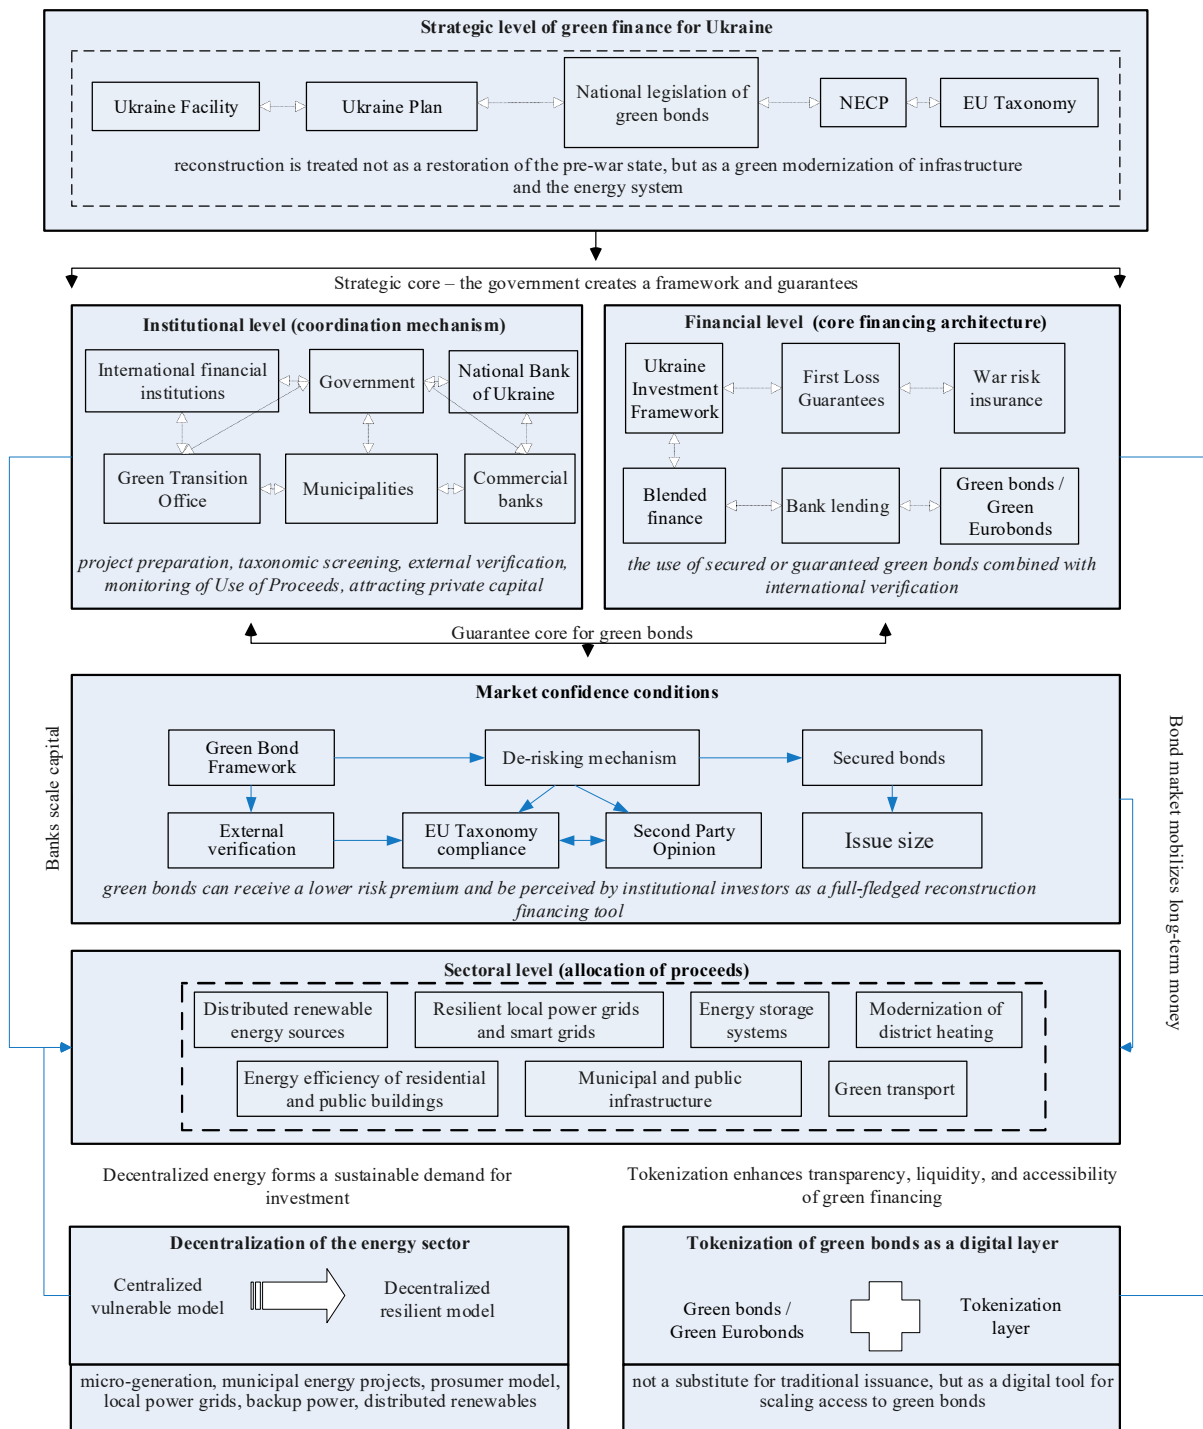 Strategic level of green finance for Ukraine
Ukraine Facility
Ukraine Plan
National legislation of
green bonds
NECP
EU Taxonomy
reconstruction is treated not as a restoration of the pre-war state, but as a green modernization of infrastructure
and the energy system
Strategic core – the government creates a framework and guarantees
Institutional level (coordination mechanism)
International financial
institutions
Government
National Bank
of Ukraine
Green Transition
Office
Municipalities
Commercial
banks
project preparation, taxonomic screening, external verification,
monitoring of Use of Proceeds, attracting private capital
Financial level (core financing architecture)
Ukraine
Investment
Framework
First Loss
Guarantees
War risk
insurance
Blended
finance
Bank lending
Green bonds /
Green
Eurobonds
the use of secured or guaranteed green bonds combined with
international verification
Guarantee core for green bonds
Banks scale capital
Bond market mobilizes long-term money
Market confidence conditions
Green Bond
Framework
De-risking mechanism
Secured bonds
External
verification
EU Taxonomy
compliance
Second Party
Opinion
Issue size
green bonds can receive a lower risk premium and be perceived by institutional investors as a full-fledged reconstruction
financing tool
Sectoral level (allocation of proceeds)
Distributed renewable
energy sources
Resilient local power grids
and smart grids
Energy storage
systems
Modernization of
district heating
Energy efficiency of residential
and public buildings
Municipal and public
infrastructure
Green transport
Decentralized energy forms a sustainable demand for
investment
Tokenization enhances transparency, liquidity, and accessibility
of green financing
Decentralization of the energy sector
Centralized
vulnerable model
Decentralized
resilient model
micro-generation, municipal energy projects, prosumer model,
local power grids, backup power, distributed renewables
Tokenization of green bonds as a digital layer
Green bonds /
Green Eurobonds
Tokenization
layer
not a substitute for traditional issuance, but as a digital tool for
scaling access to green bonds